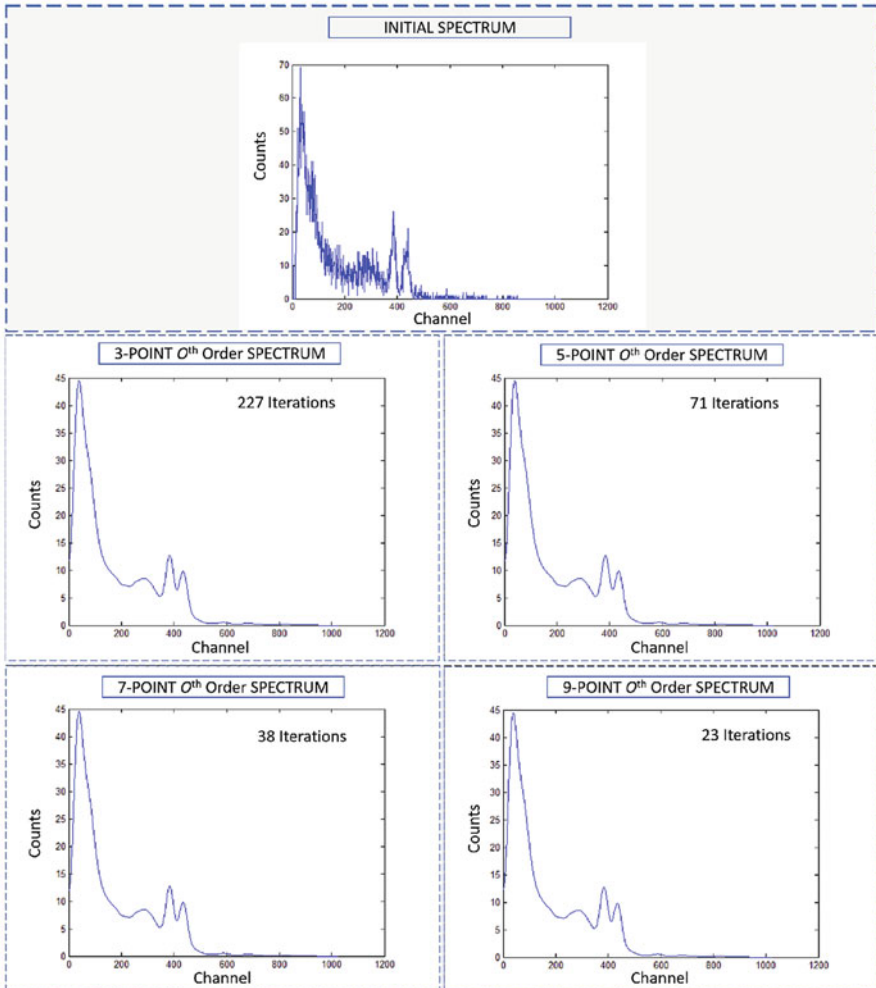 INITIAL SPECTRUM
70
60
50
40
30
20
10
0
Counts
0 200 400 600 800 1000 1200
Channel
3-POINT Oth Order SPECTRUM
227 Iterations
45
40
35
30
25
20
15
10
5
0
Counts
0 200 400 600 800 1000 1200
Channel
5-POINT Oth Order SPECTRUM
71 Iterations
45
40
35
30
25
20
15
10
5
0
Counts
0 200 400 600 800 1000 1200
Channel
7-POINT Oth Order SPECTRUM
38 Iterations
45
40
35
30
25
20
15
10
5
0
Counts
0 200 400 600 800 1000 1200
Channel
9-POINT Oth Order SPECTRUM
23 Iterations
45
40
35
30
25
20
15
10
5
0
Counts
0 200 400 600 800 1000 1200
Channel